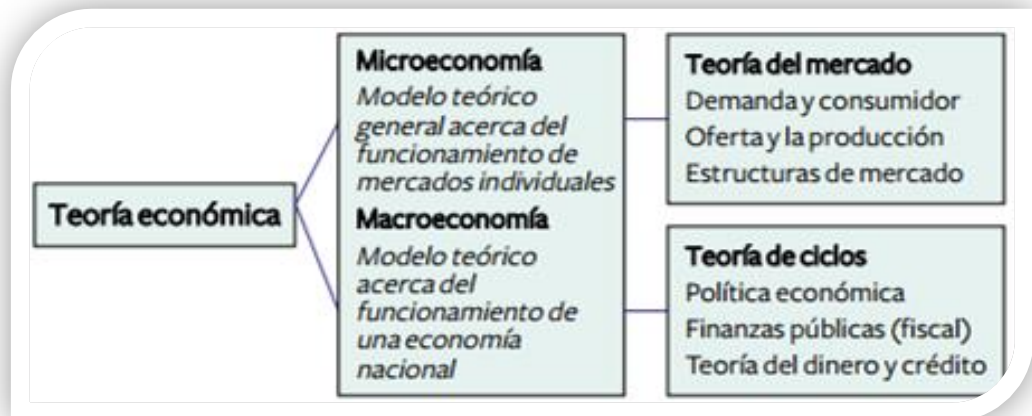 Teoría económica
Microeconomía
Modelo teórico
general acerca del
funcionamiento de
mercados individuales
Macroeconomía
Modelo teórico
acerca del
funcionamiento de
una economía
nacional
Teoría del mercado
Demanda y consumidor
Oferta y la producción
Estructuras de mercado
Teoría de ciclos
Política económica
Finanzas públicas (fiscal)
Teoría del dinero y crédito